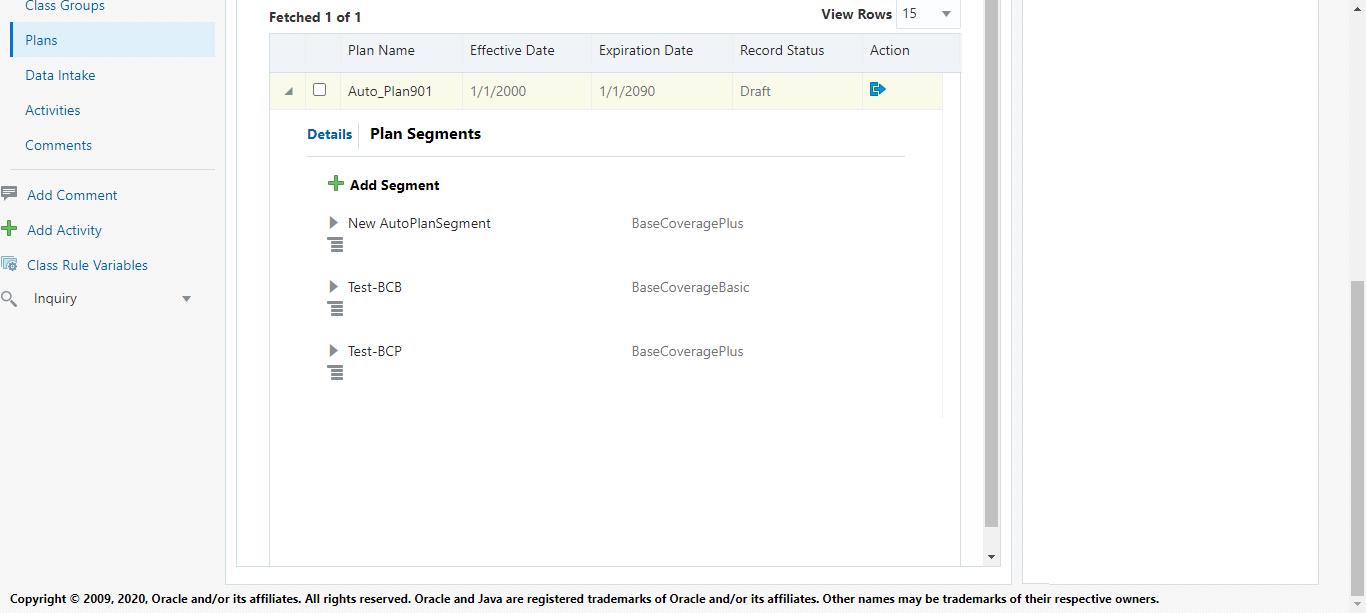 Class Groups
Plans
Data Intake
Activities
Comments
Add Comment
Add Activity
Class Rule Variables
Inquiry
Fetched 1 of 1
View Rows 15
Plan Name Effective Date Expiration Date Record Status Action
Auto_Plan901 1/1/2000 1/1/2090 Draft
Details Plan Segments
Add Segment
New AutoPlanSegment BaseCoveragePlus
Test-BCB BaseCoverageBasic
Test-BCP BaseCoveragePlus
Copyright © 2009, 2020, Oracle and/or its affiliates. All rights reserved. Oracle and Java are registered trademarks of Oracle and/or its affiliates. Other names may be trademarks of their respective owners.